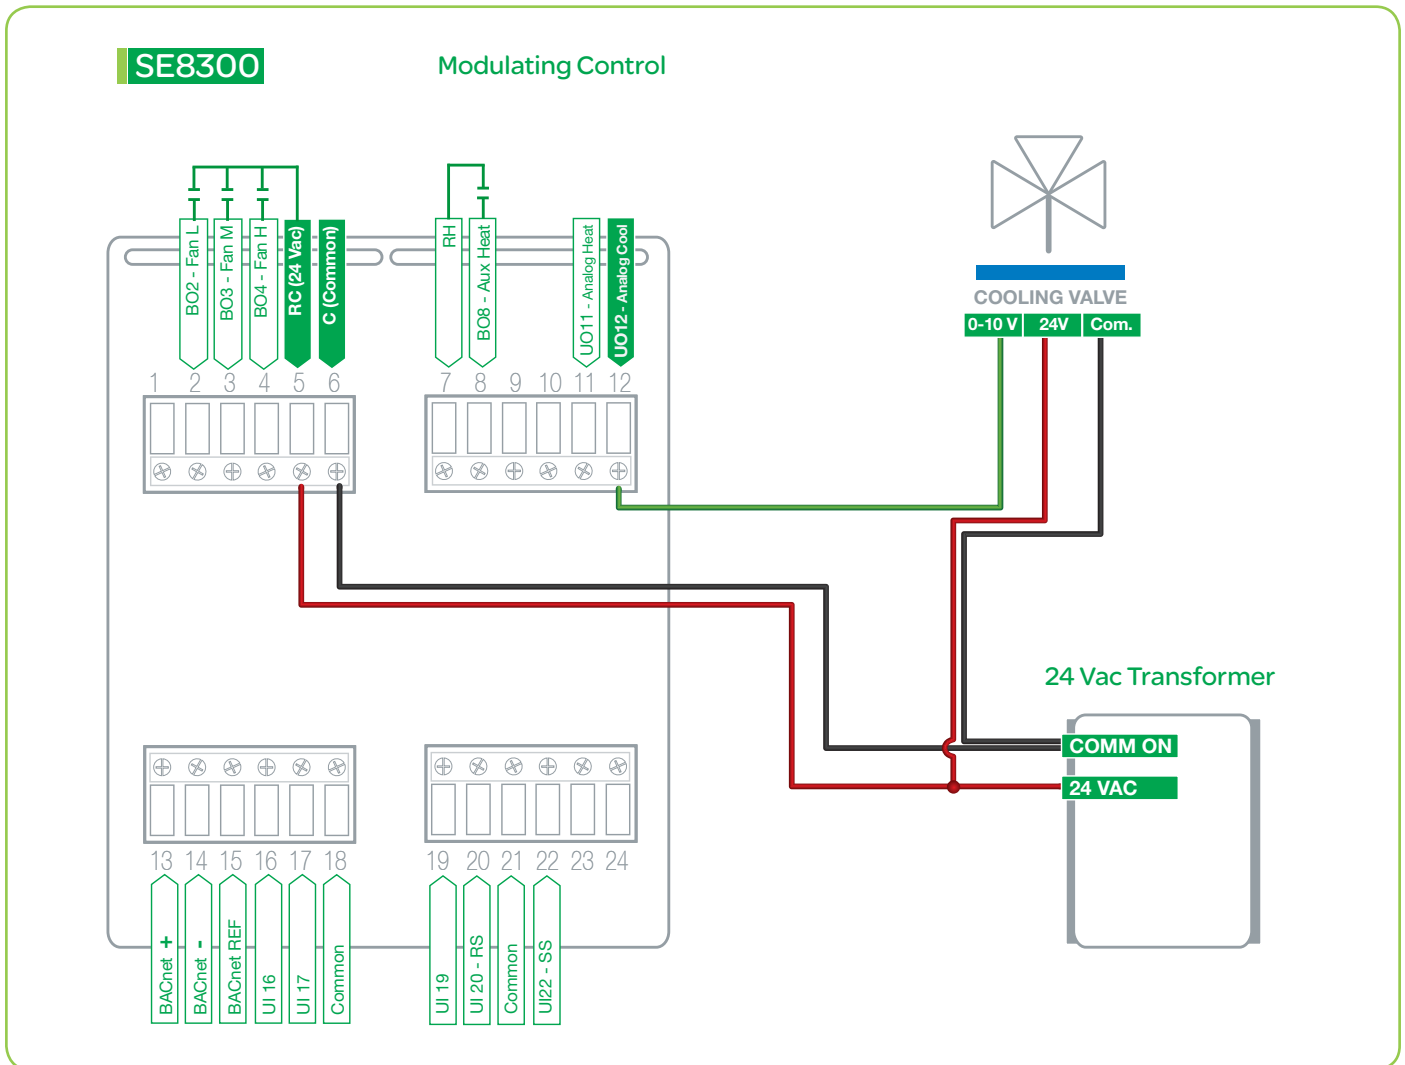 SE8300
Modulating Control
BO2 - Fan L
BO3 - Fan M
BO4 - Fan H
RC (24 Vac)
C (Common)
RH
BO8 - Aux Heat
UO11 - Analog Heat
UO12 - Analog Cool
1 2 3 4 5 6
7 8 9 10 11 12
COOLING VALVE
0-10 V 24V Com.
24 Vac Transformer
COMM ON
24 VAC
13 14 15 16 17 18
19 20 21 22 23 24
BACnet +
BACnet -
BACnet REF
UI 16
UI 17
Common
UI 19
UI 20 - RS
Common
UI22 - SS